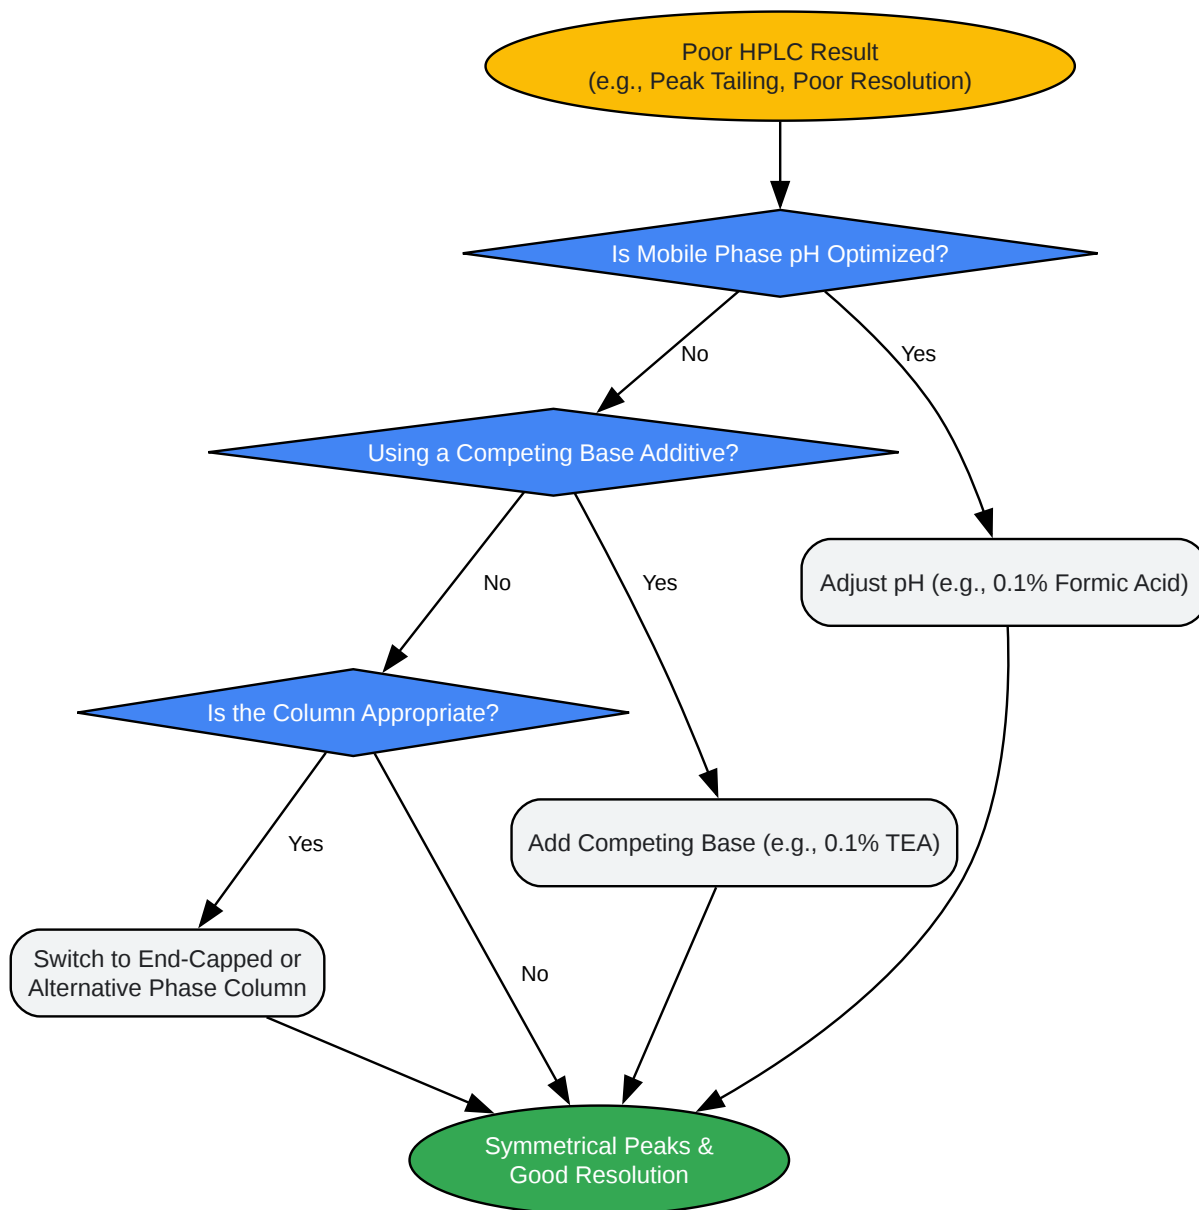 Poor HPLC Result
(e.g., Peak Tailing, Poor Resolution)
Is Mobile Phase pH Optimized?
No
Yes
Using a Competing Base Additive?
No
Yes
Adjust pH (e.g., 0.1% Formic Acid)
Is the Column Appropriate?
Yes
Add Competing Base (e.g., 0.1% TEA)
Switch to End-Capped or
Alternative Phase Column
No
Symmetrical Peaks &
Good Resolution